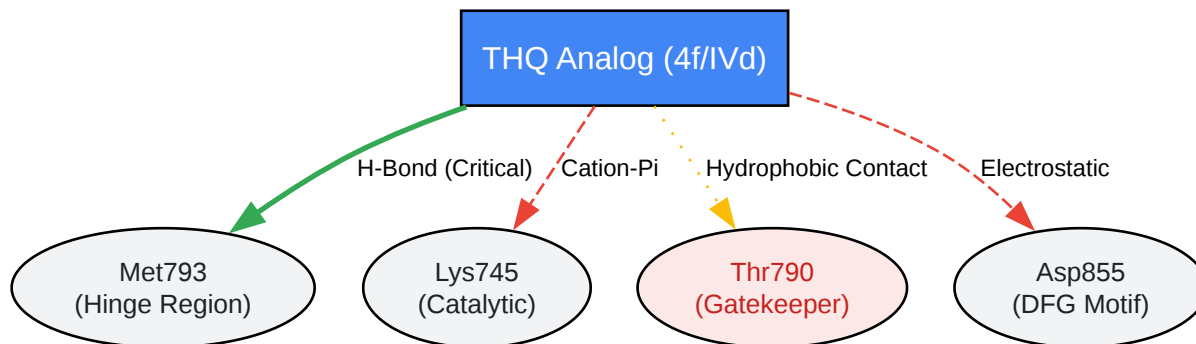 THQ Analog (4f/IVd)
H-Bond (Critical)
Cation-Pi
Hydrophobic Contact
Electrostatic
Met793
(Hinge Region)
Lys745
(Catalytic)
Thr790
(Gatekeeper)
Asp855
(DFG Motif)